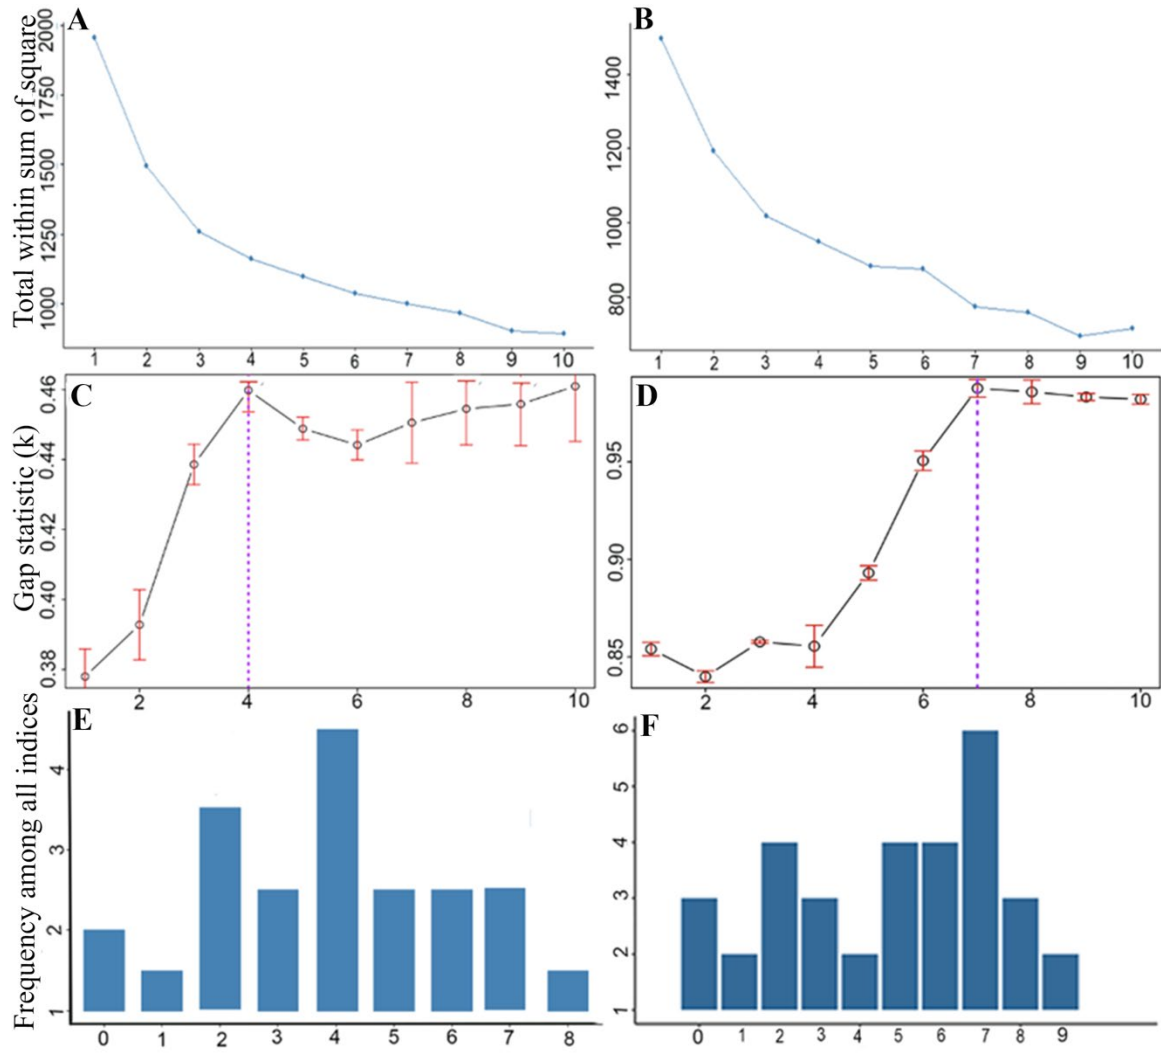 A
Total within sum of square
2000
1750
1500
1250
1000
1 2 3 4 5 6 7 8 9 10
B
1400
1200
1000
800
1 2 3 4 5 6 7 8 9 10
C
Gap statistic (k)
0.46
0.44
0.42
0.40
0.38
2 4 6 8 10
D
0.95
0.90
0.85
2 4 6 8 10
E
Frequency among all indices
4
3
2
1
0 1 2 3 4 5 6 7 8
F
6
5
4
3
2
1
0 1 2 3 4 5 6 7 8 9